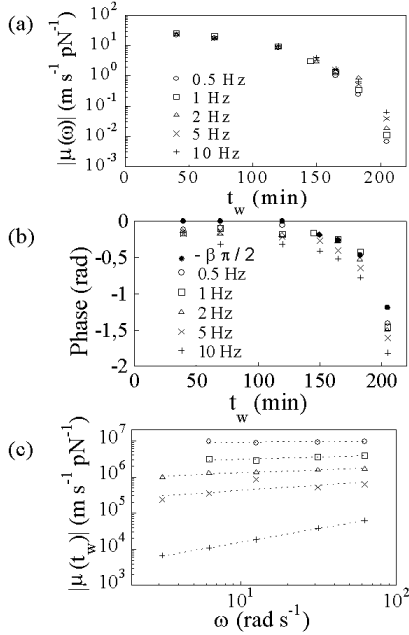 (a)
|μ(ω)| (m s⁻¹ pN⁻¹)
10²
10¹
10⁰
10⁻¹
10⁻²
10⁻³
0.5 Hz
1 Hz
2 Hz
5 Hz
10 Hz
0 50 100 150 200
t_w (min)
(b)
Phase (rad)
0
-0.5
-1
-1,5
-2
- β π / 2
0.5 Hz
1 Hz
2 Hz
5 Hz
10 Hz
0 50 100 150 200
t_w (min)
(c)
|μ(t_w)| (m s⁻¹ pN⁻¹)
10⁷
10⁶
10⁵
10⁴
10³
10¹ 10²
ω (rad s⁻¹)